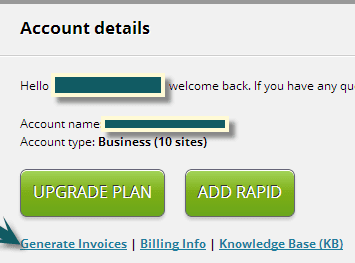 Account details
Hello welcome back. If you have any
Account name
Account type: Business (10 sites)
UPGRADE PLAN ADD RAPID
Generate Invoices | Billing Info | Knowledge Base (KB)